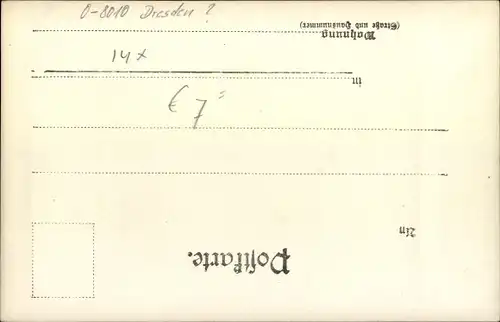 O-8010 Dresden?
14x
€ 7,-
Postkarte.
An
in
Wohnung
(Straße und Hausnummer)